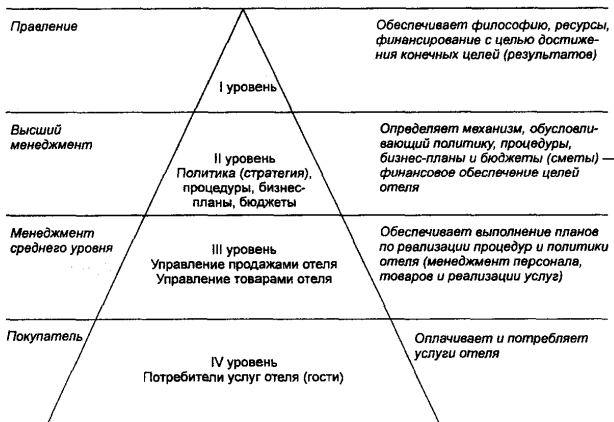 Правление
Обеспечивает философию, ресурсы,
финансирование с целью достиже-
ния конечных целей (результатов)
I уровень
Высший
менеджмент
II уровень
Политика (стратегия),
процедуры, бизнес-
планы, бюджеты
Определяет механизм, обусловли-
вающий политику, процедуры,
бизнес-планы и бюджеты (сметы) —
финансовое обеспечение целей
отеля
Менеджмент
среднего уровня
III уровень
Управление продажами отеля
Управление товарами отеля
Обеспечивает выполнение планов
по реализации процедур и политики
отеля (менеджмент персонала,
товаров и реализации услуг)
Покупатель
IV уровень
Потребители услуг отеля (гости)
Оплачивает и потребляет
услуги отеля